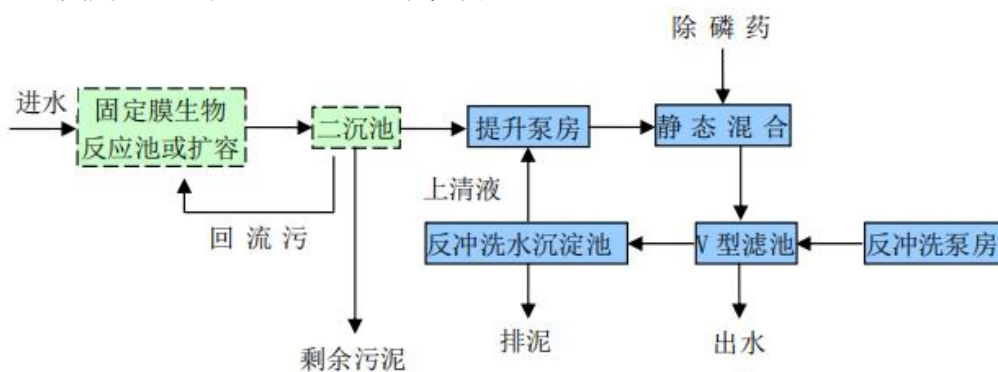 除磷药
进水
固定膜生物
反应池或扩容
二沉池
提升泵房
静态混合
上清液
回流污
反冲洗水沉淀池
V型滤池
反冲洗泵房
剩余污泥
排泥
出水